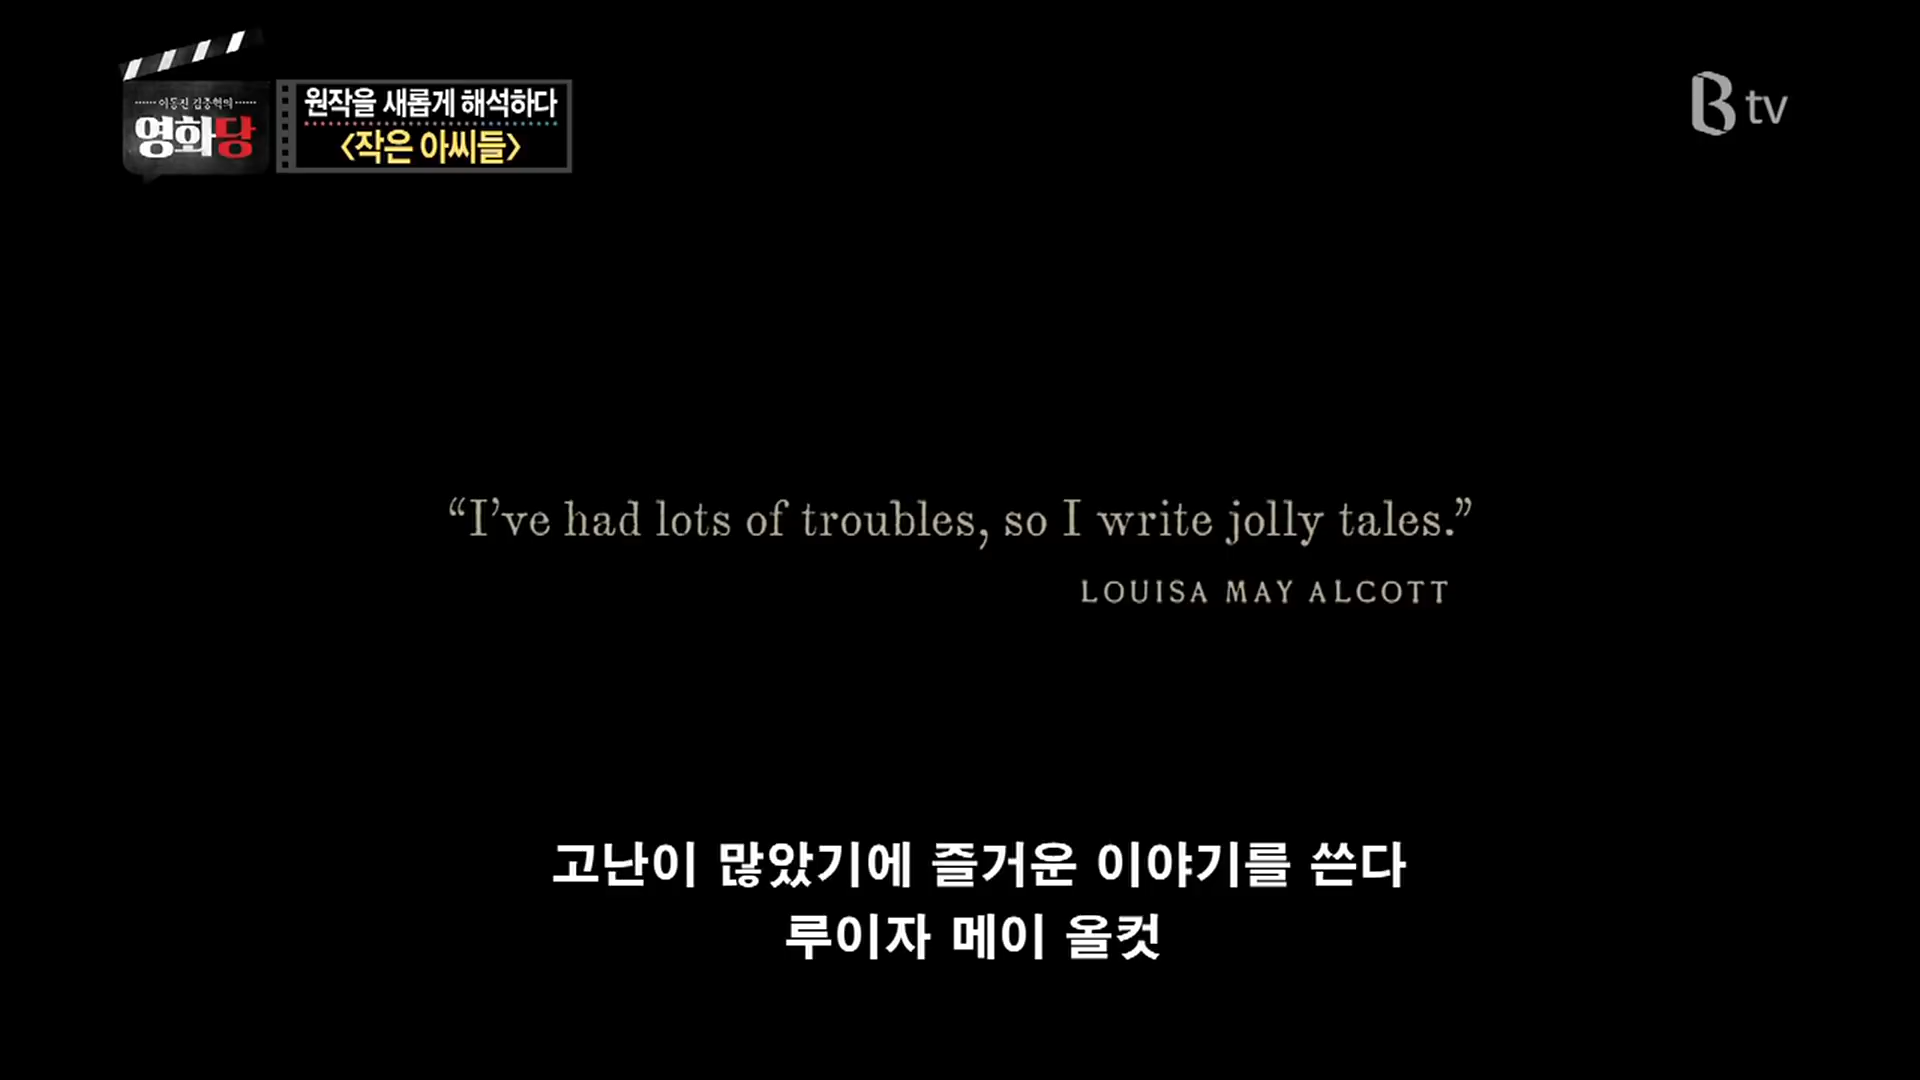 이동진 김중혁의
영화당
원작을 새롭게 해석하다
<작은 아씨들>
B tv
“I’ve had lots of troubles, so I write jolly tales.”
LOUISA MAY ALCOTT
고난이 많았기에 즐거운 이야기를 쓴다
루이자 메이 올컷